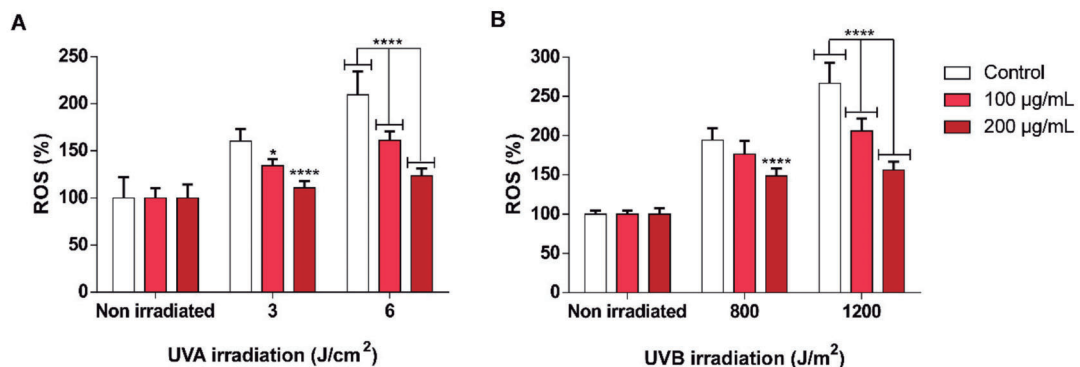 A
ROS (%)
250
200
150
100
50
0
*
****
****
Non irradiated
3
6
UVA irradiation (J/cm²)
B
ROS (%)
300
250
200
150
100
50
0
****
****
Non irradiated
800
1200
UVB irradiation (J/m²)
Control
100 µg/mL
200 µg/mL